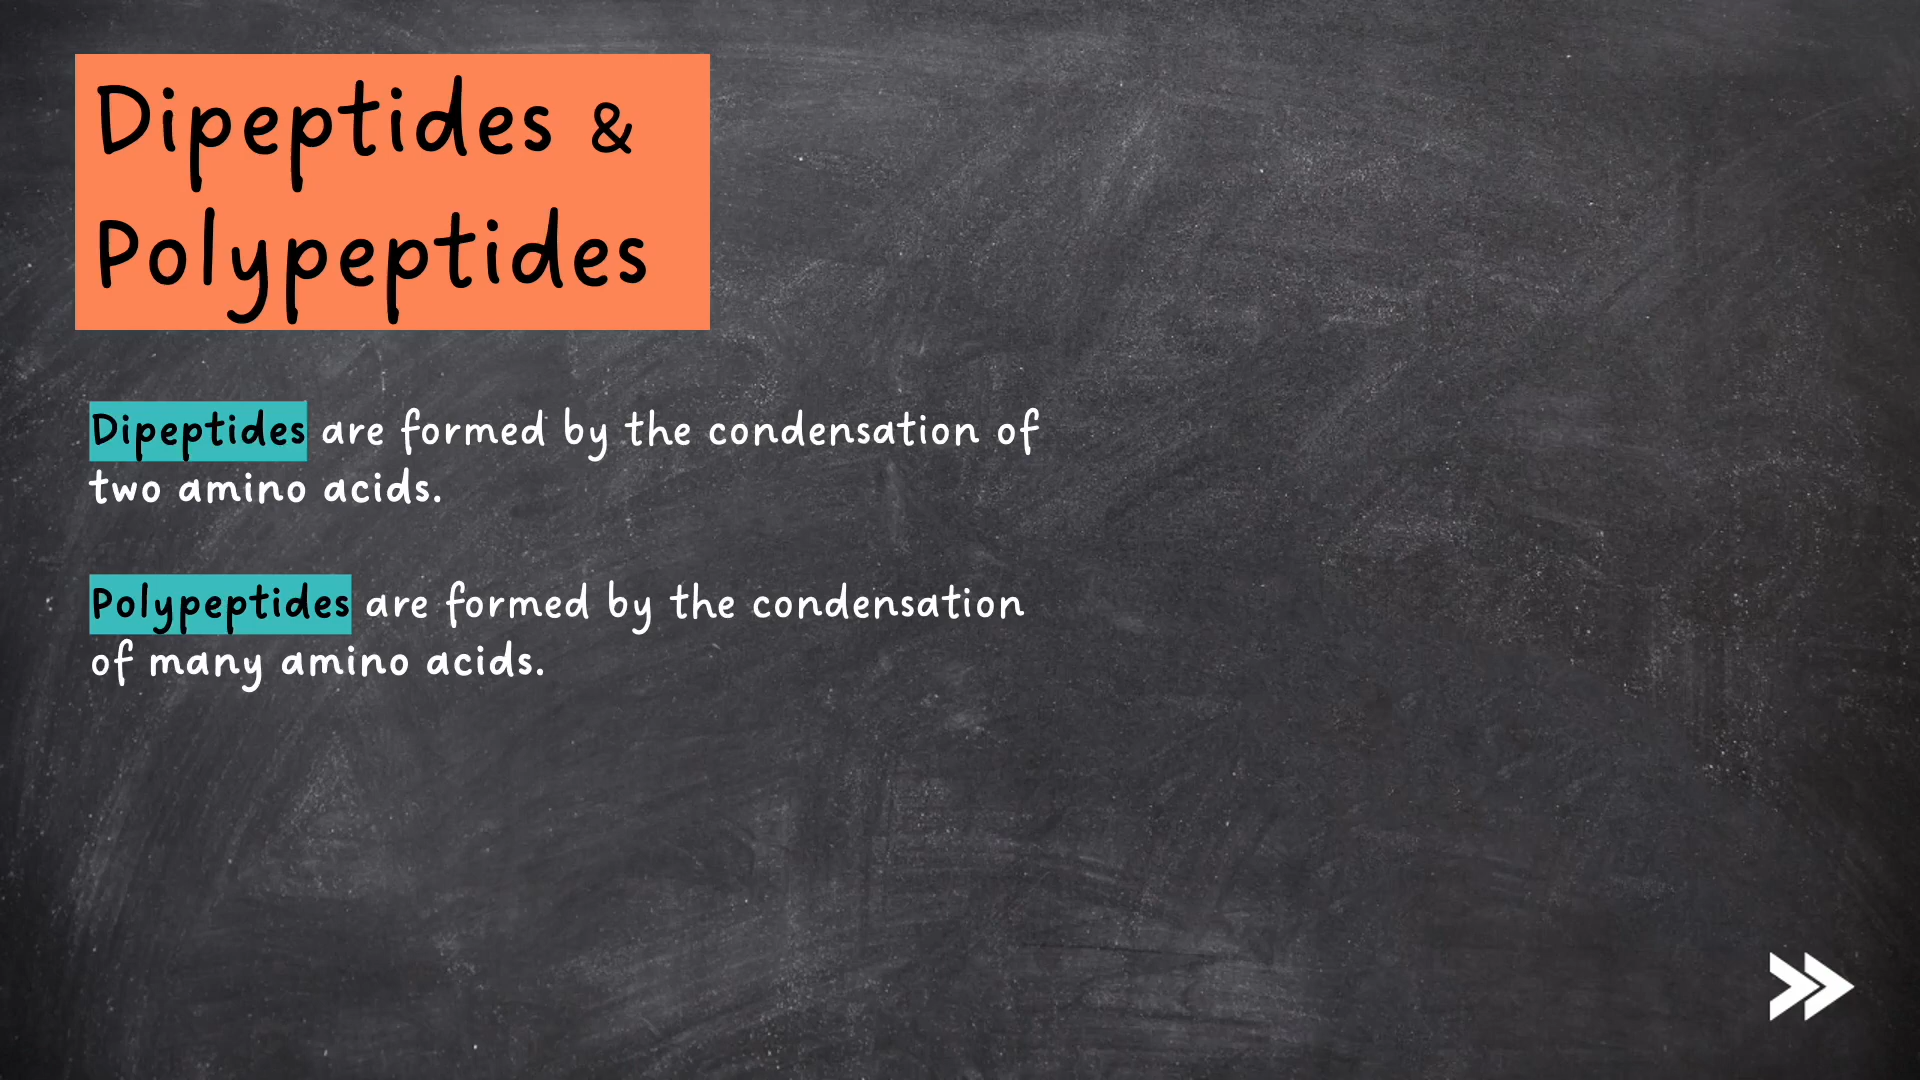 Dipeptides &
Polypeptides
Dipeptides are formed by the condensation of
two amino acids.
Polypeptides are formed by the condensation
of many amino acids.